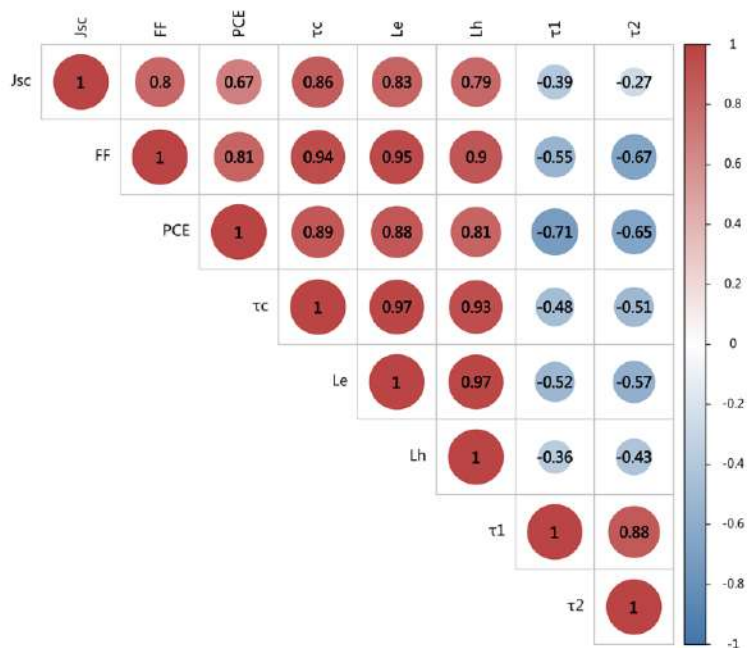 Jsc FF PCE τc Le Lh τ1 τ2
1
Jsc 1 0.8 0.67 0.86 0.83 0.79 -0.39 -0.27
0.8
FF 1 0.81 0.94 0.95 0.9 -0.55 -0.67
0.6
0.4
PCE 1 0.89 0.88 0.81 -0.71 -0.65
0.2
τc 1 0.97 0.93 -0.48 -0.51
0
Le 1 0.97 -0.52 -0.57
-0.2
-0.4
Lh 1 -0.36 -0.43
-0.6
τ1 1 0.88
-0.8
τ2 1
-1